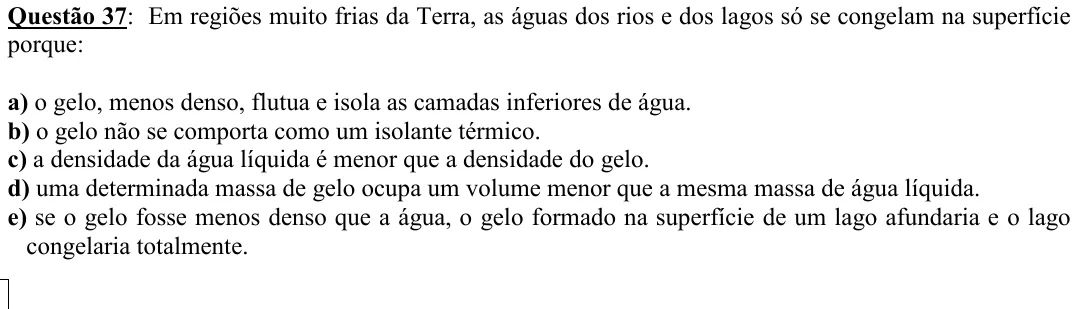 Questão 37: Em regiões muito frias da Terra, as águas dos rios e dos lagos só se congelam na superfície
porque:
a) o gelo, menos denso, flutua e isola as camadas inferiores de água.
b) o gelo não se comporta como um isolante térmico.
c) a densidade da água líquida é menor que a densidade do gelo.
d) uma determinada massa de gelo ocupa um volume menor que a mesma massa de água líquida.
e) se o gelo fosse menos denso que a água, o gelo formado na superfície de um lago afundaria e o lago
congelaria totalmente.